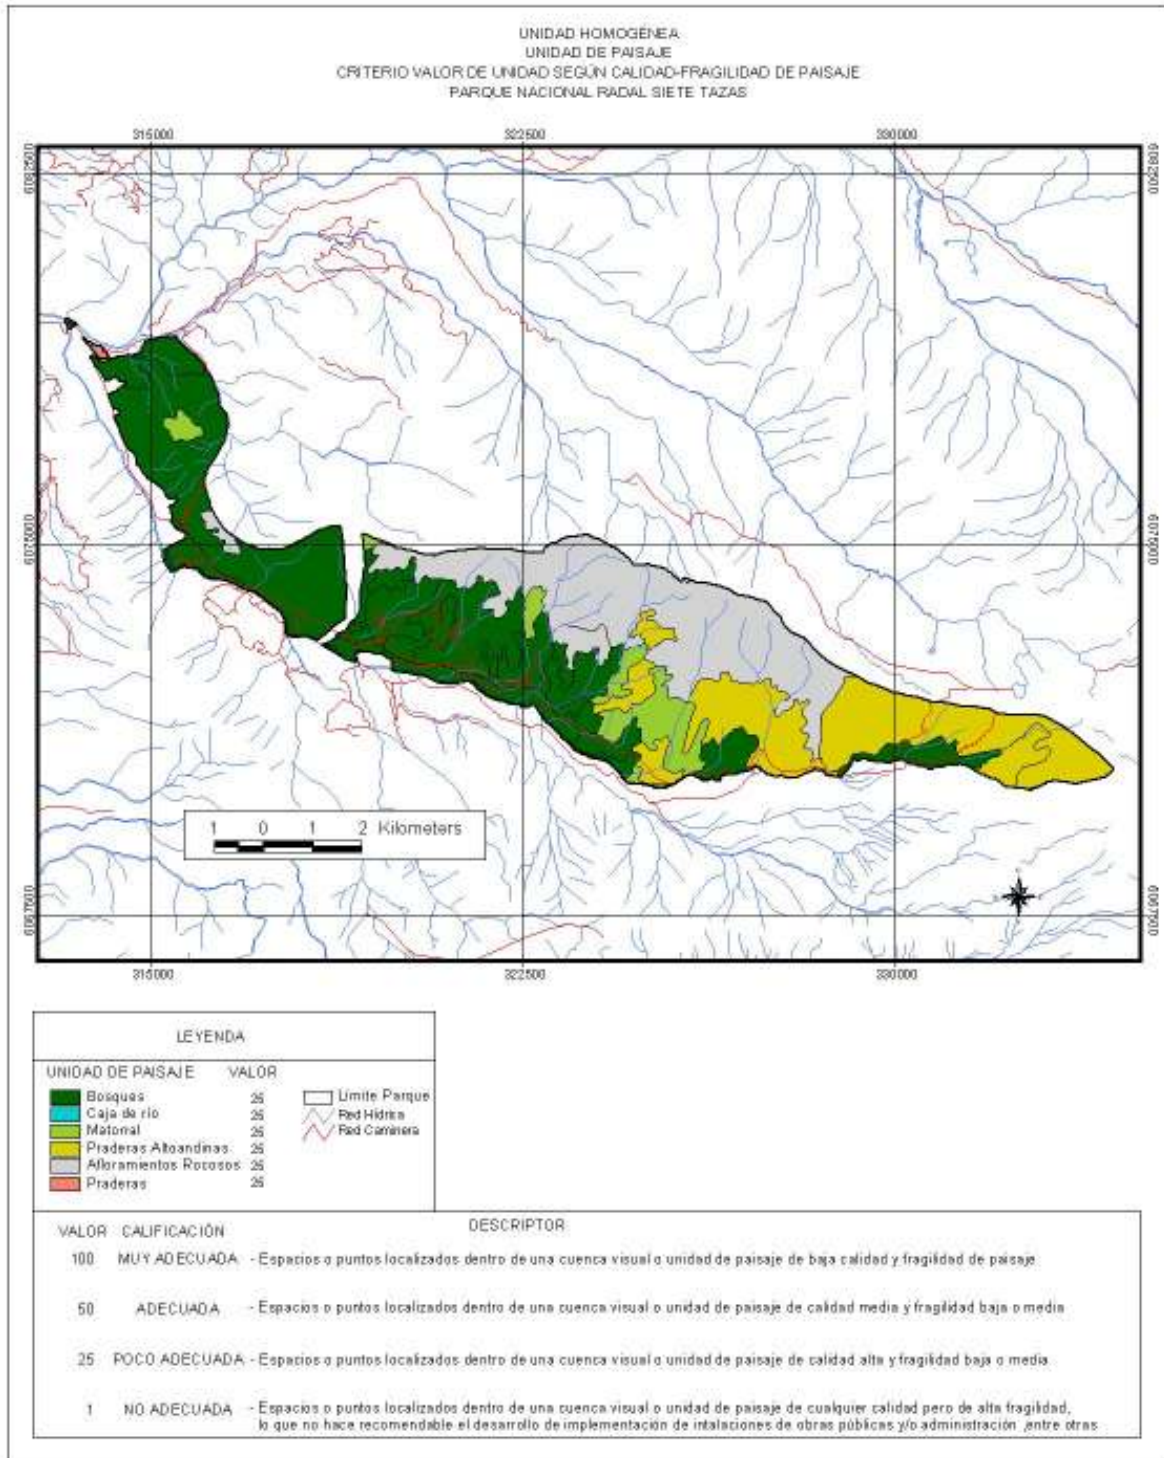 UNIDAD HOMOGÉNEA
UNIDAD DE PAISAJE
CRITERIO VALOR DE UNIDAD SEGÚN CALIDAD-FRAGILIDAD DE PAISAJE
PARQUE NACIONAL RADAL SIETE TAZAS
315000 322500 330000
6082500 6082500
6075000 6075000
1 0 1 2 Kilometers
6067500 6067500
315000 322500 330000
LEYENDA
UNIDAD DE PAISAJE VALOR
Bosques 25 Límite Parque
Caja de río 25 Red Hídrica
Matorral 25 Red Caminera
Praderas Altoandinas 25
Afloramientos Rocosos 25
Praderas 25
VALOR CALIFICACIÓN DESCRIPTOR
100 MUY ADECUADA - Espacios o puntos localizados dentro de una cuenca visual o unidad de paisaje de baja calidad y fragilidad de paisaje
50 ADECUADA - Espacios o puntos localizados dentro de una cuenca visual o unidad de paisaje de calidad media y fragilidad baja o media
25 POCO ADECUADA - Espacios o puntos localizados dentro de una cuenca visual o unidad de paisaje de calidad alta y fragilidad baja o media
1 NO ADECUADA - Espacios o puntos localizados dentro de una cuenca visual o unidad de paisaje de cualquier calidad pero de alta fragilidad,
lo que no hace recomendable el desarrollo de implementación de intalaciones de obras públicas y/o administración ,entre otras